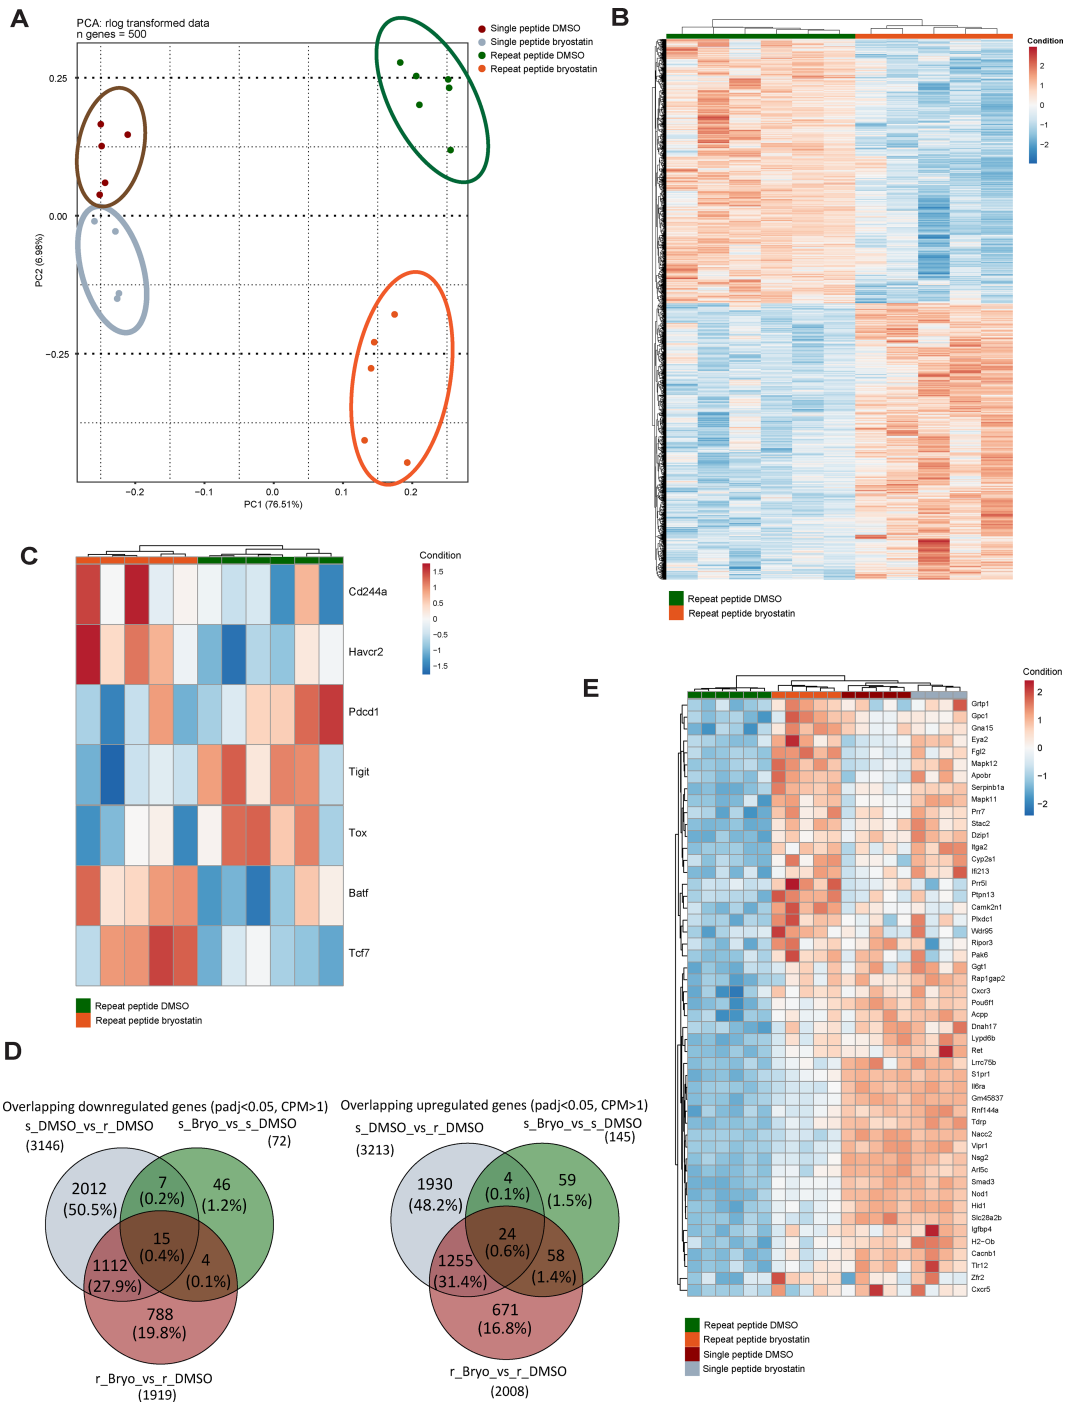 A
PCA: rlog transformed data
n genes = 500
Single peptide DMSO
Single peptide bryostatin
Repeat peptide DMSO
Repeat peptide bryostatin
0.25
0.00
−0.25
PC2 (6.98%)
−0.2
−0.1
0.0
0.1
0.2
PC1 (76.51%)
B
Condition
2
1
0
−1
−2
Repeat peptide DMSO
Repeat peptide bryostatin
C
Condition
1.5
1
0.5
0
−0.5
−1
−1.5
Cd244a
Havcr2
Pdcd1
Tigit
Tox
Batf
Tcf7
Repeat peptide DMSO
Repeat peptide bryostatin
D
Overlapping downregulated genes (padj<0.05, CPM>1)
s_DMSO_vs_r_DMSO
(3146)
s_Bryo_vs_s_DMSO
(72)
2012
(50.5%)
7
(0.2%)
46
(1.2%)
15
(0.4%)
1112
(27.9%)
4
(0.1%)
788
(19.8%)
r_Bryo_vs_r_DMSO
(1919)
Overlapping upregulated genes (padj<0.05, CPM>1)
s_DMSO_vs_r_DMSO
(3213)
s_Bryo_vs_s_DMSO
(145)
1930
(48.2%)
4
(0.1%)
59
(1.5%)
24
(0.6%)
1255
(31.4%)
58
(1.4%)
671
(16.8%)
r_Bryo_vs_r_DMSO
(2008)
E
Condition
2
1
0
−1
−2
Grtp1
Gpc1
Gna15
Eya2
Fgl2
Mapk12
Apobr
Serpinb1a
Mapk11
Prr7
Stac2
Dzip1
Itga2
Cyp2s1
Ifi213
Prr5l
Ptpn13
Camk2n1
Plxdc1
Wdr95
Ripor3
Pak6
Ggt1
Rap1gap2
Cxcr3
Pou6f1
Acpp
Dnah17
Lypd6b
Ret
Lrrc75b
S1pr1
Il6ra
Gm45837
Rnf144a
Tdrp
Nacc2
Vipr1
Nsg2
Arl5c
Smad3
Nod1
Hid1
Slc28a2b
Igfbp4
H2−Ob
Cacnb1
Tlr12
Zfr2
Cxcr5
Repeat peptide DMSO
Repeat peptide bryostatin
Single peptide DMSO
Single peptide bryostatin